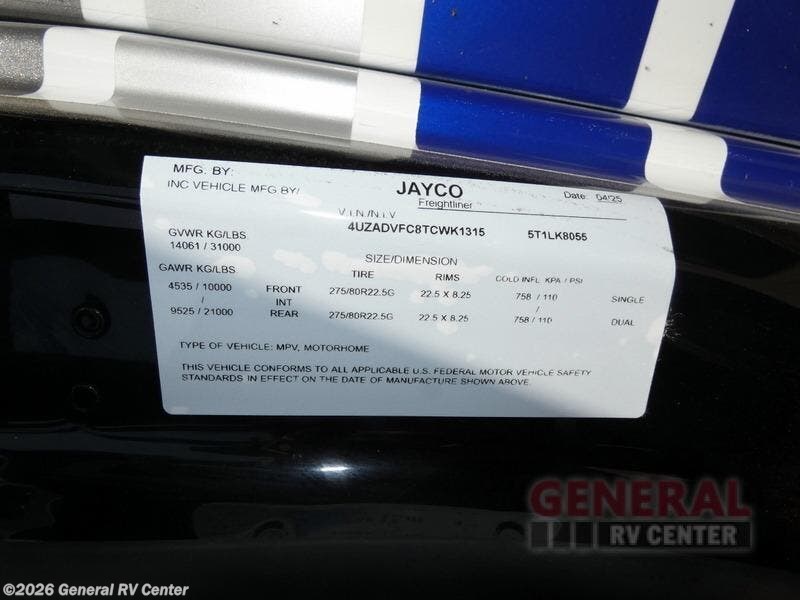 MFG. BY:
INC VEHICLE MFG BY/
JAYCO
Freightliner
Date: 04/25
V.I.N./N.I.V
4UZADVFC8TCWK1315 5T1LK8055
GVWR KG/LBS
14061 / 31000
SIZE/DIMENSION
GAWR KG/LBS TIRE RIMS COLD INFL. KPA / PSI
4535 / 10000 FRONT 275/80R22.5G 22.5 X 8.25 758 / 110 SINGLE
/ INT /
9525 / 21000 REAR 275/80R22.5G 22.5 X 8.25 758 / 110 DUAL
TYPE OF VEHICLE: MPV, MOTORHOME
THIS VEHICLE CONFORMS TO ALL APPLICABLE U.S. FEDERAL MOTOR VEHICLE SAFETY
STANDARDS IN EFFECT ON THE DATE OF MANUFACTURE SHOWN ABOVE.
GENERAL
RV CENTER
©2026 General RV Center